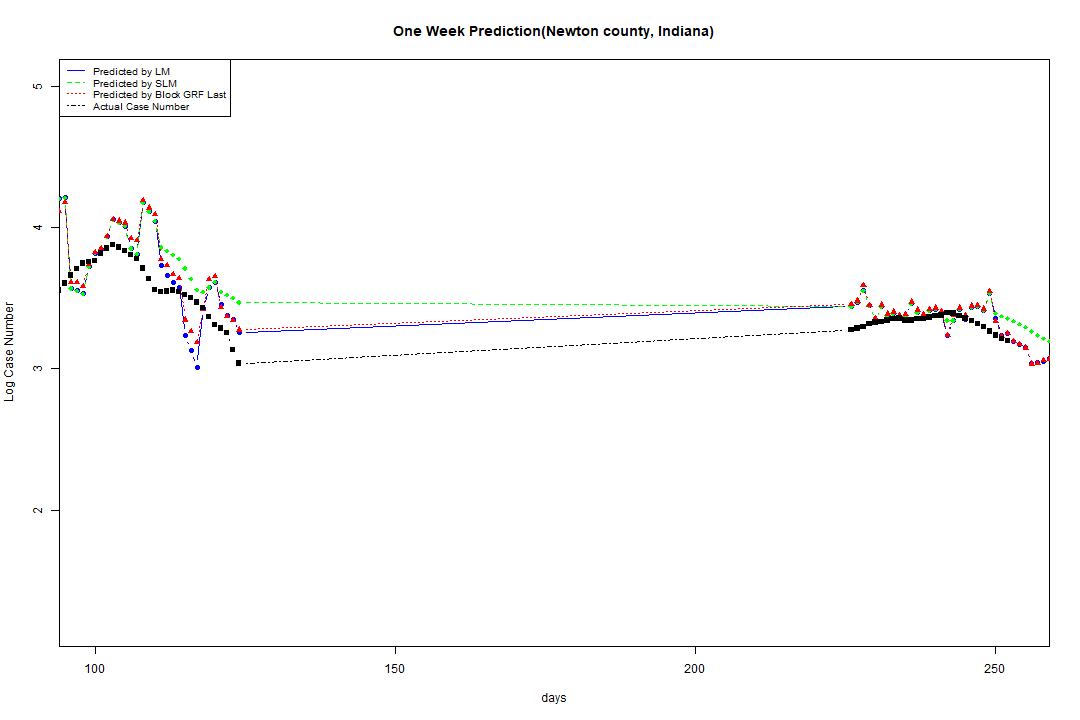 One Week Prediction(Newton county, Indiana)
Predicted by LM
Predicted by SLM
Predicted by Block GRF Last
Actual Case Number
5
4
3
2
Log Case Number
100 150 200 250
days